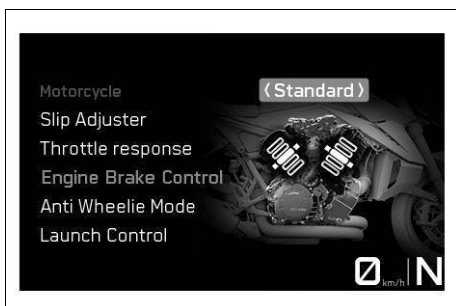 Motorcycle
⟨Standard⟩
Slip Adjuster
Throttle response
Engine Brake Control
Anti Wheelie Mode
Launch Control
0 km/h | N